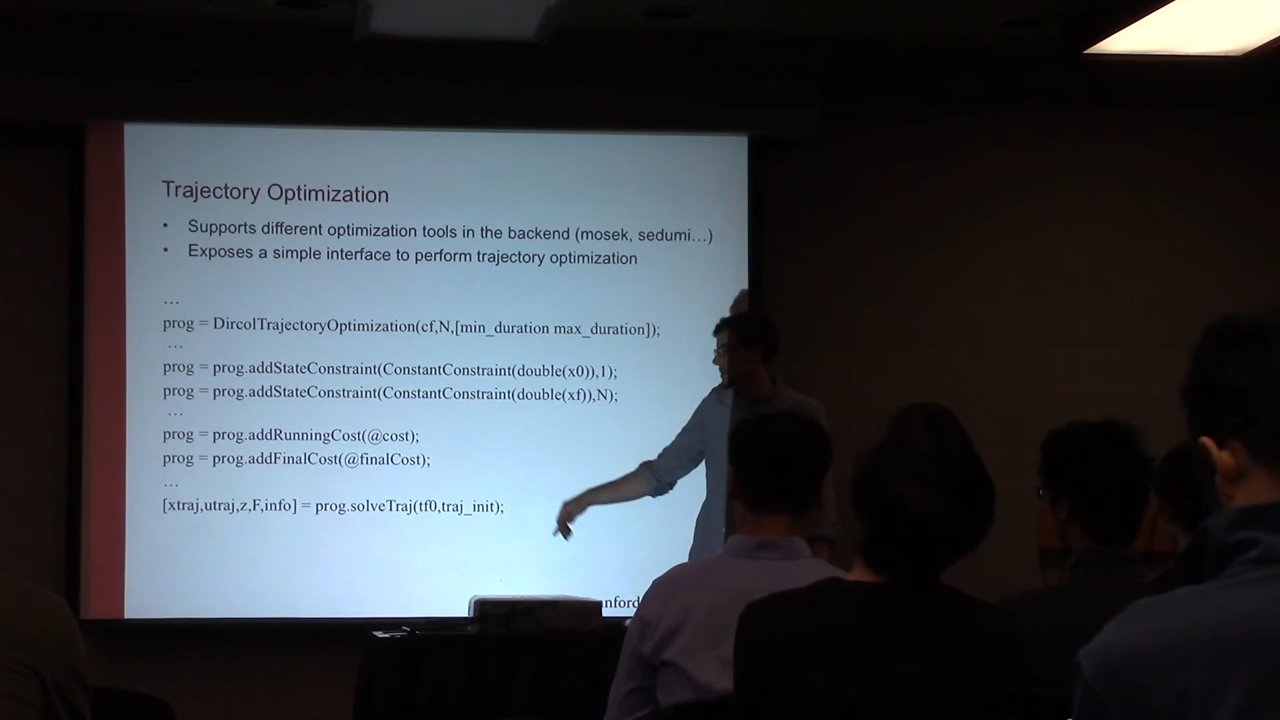 Trajectory Optimization
• Supports different optimization tools in the backend (mosek, sedumi…)
• Exposes a simple interface to perform trajectory optimization
…
prog = DircolTrajectoryOptimization(cf,N,[min_duration max_duration]);
…
prog = prog.addStateConstraint(ConstantConstraint(double(x0)),1);
prog = prog.addStateConstraint(ConstantConstraint(double(xf)),N);
…
prog = prog.addRunningCost(@cost);
prog = prog.addFinalCost(@finalCost);
…
[xtraj,utraj,z,F,info] = prog.solveTraj(tf0,traj_init);